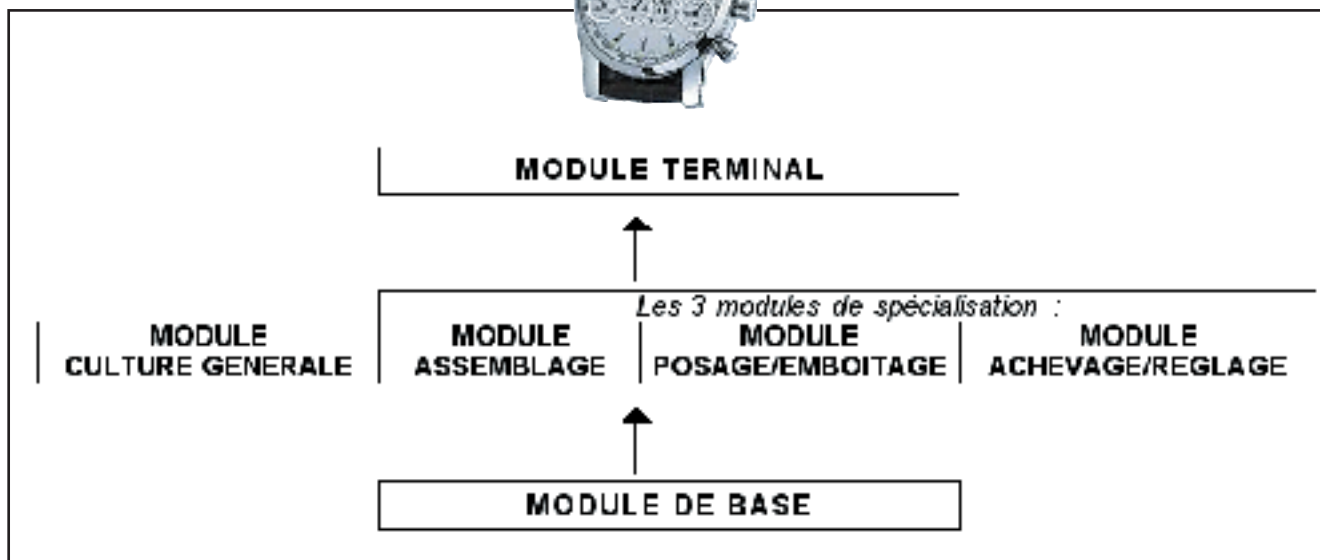 MODULE TERMINAL
Les 3 modules de spécialisation :
MODULE
CULTURE GENERALE
MODULE
ASSEMBLAGE
MODULE
POSAGE/EMBOITAGE
MODULE
ACHEVAGE/REGLAGE
MODULE DE BASE